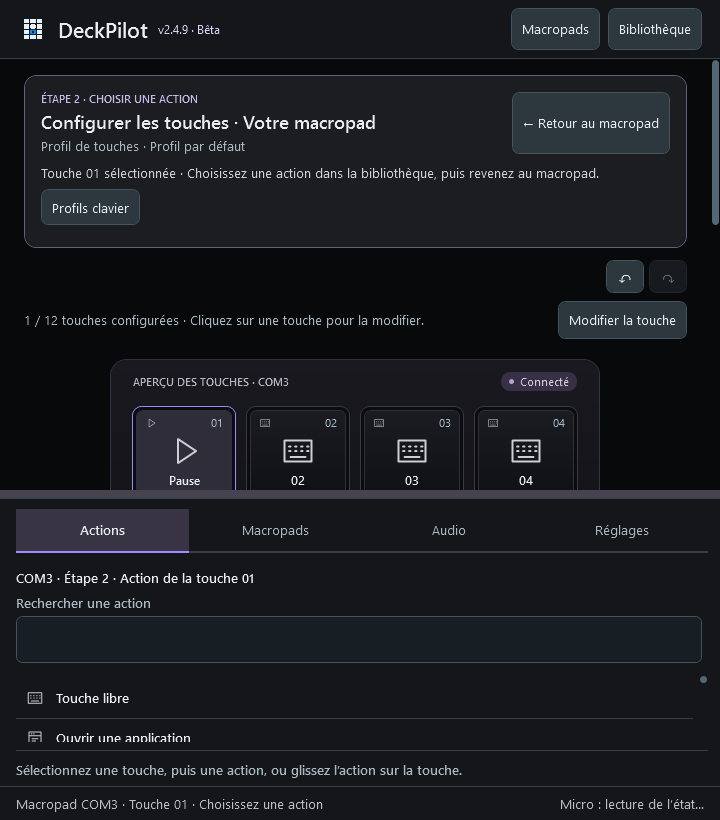 DeckPilot v2.4.9 · Bêta
Macropads
Bibliothèque
ÉTAPE 2 · CHOISIR UNE ACTION
Configurer les touches · Votre macropad
Profil de touches · Profil par défaut
← Retour au macropad
Touche 01 sélectionnée · Choisissez une action dans la bibliothèque, puis revenez au macropad.
Profils clavier
1 / 12 touches configurées · Cliquez sur une touche pour la modifier.
Modifier la touche
APERÇU DES TOUCHES · COM3
Connecté
01
Pause
02
02
03
03
04
04
Actions
Macropads
Audio
Réglages
COM3 · Étape 2 · Action de la touche 01
Rechercher une action
Touche libre
Ouvrir une application
Sélectionnez une touche, puis une action, ou glissez l'action sur la touche.
Macropad COM3 · Touche 01 · Choisissez une action
Micro : lecture de l'état...